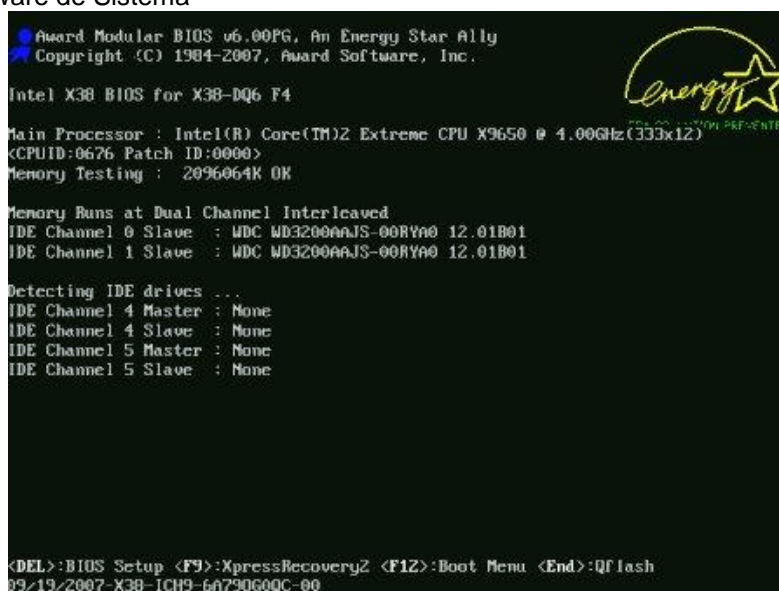 ware de Sistema
Award Modular BIOS v6.00PG, An Energy Star Ally
Copyright (C) 1984-2007, Award Software, Inc.
energy
Intel X38 BIOS for X38-DQ6 F4
Main Processor : Intel(R) Core(TM)2 Extreme CPU X9650 @ 4.00GHz(333x12)
<CPUID:0676 Patch ID:0000>
Memory Testing : 2096064K OK
Memory Runs at Dual Channel Interleaved
IDE Channel 0 Slave : WDC WD3200AAJS-00RYA0 12.01B01
IDE Channel 1 Slave : WDC WD3200AAJS-00RYA0 12.01B01
Detecting IDE drives ...
IDE Channel 4 Master : None
IDE Channel 4 Slave : None
IDE Channel 5 Master : None
IDE Channel 5 Slave : None
<DEL>:BIOS Setup <F9>:XpressRecovery2 <F12>:Boot Menu <End>:Qflash
09/19/2007-X38-ICH9-6A790G0QC-00